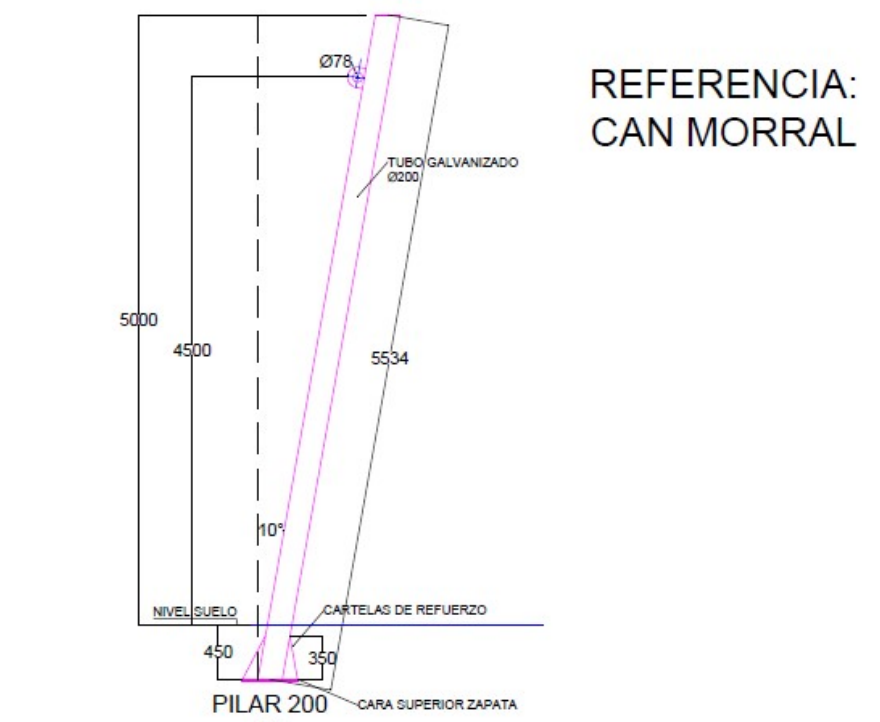 Ø78
REFERENCIA:
CAN MORRAL
TUBO GALVANIZADO
Ø200
5000
4500
5534
10°
NIVEL SUELO
CARTELAS DE REFUERZO
450
350
PILAR 200
CARA SUPERIOR ZAPATA